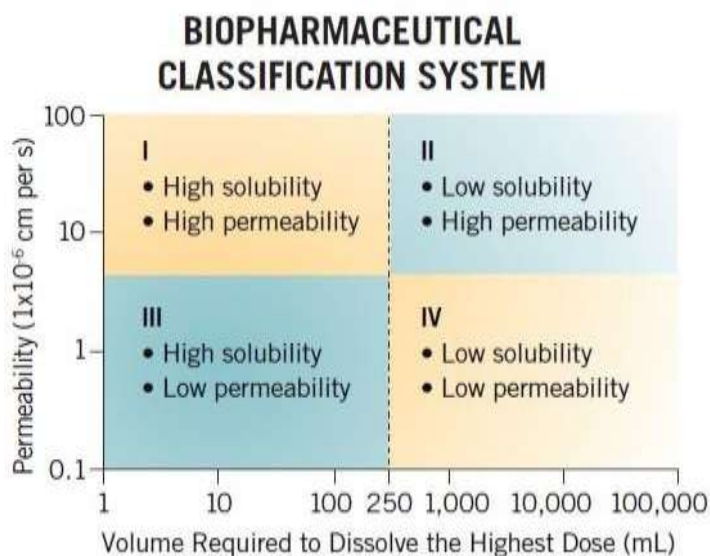 BIOPHARMACEUTICAL
CLASSIFICATION SYSTEM
Permeability (1x10⁻⁶ cm per s)
100
10
1
0.1
I
• High solubility
• High permeability
II
• Low solubility
• High permeability
III
• High solubility
• Low permeability
IV
• Low solubility
• Low permeability
1 10 100 250 1,000 10,000 100,000
Volume Required to Dissolve the Highest Dose (mL)